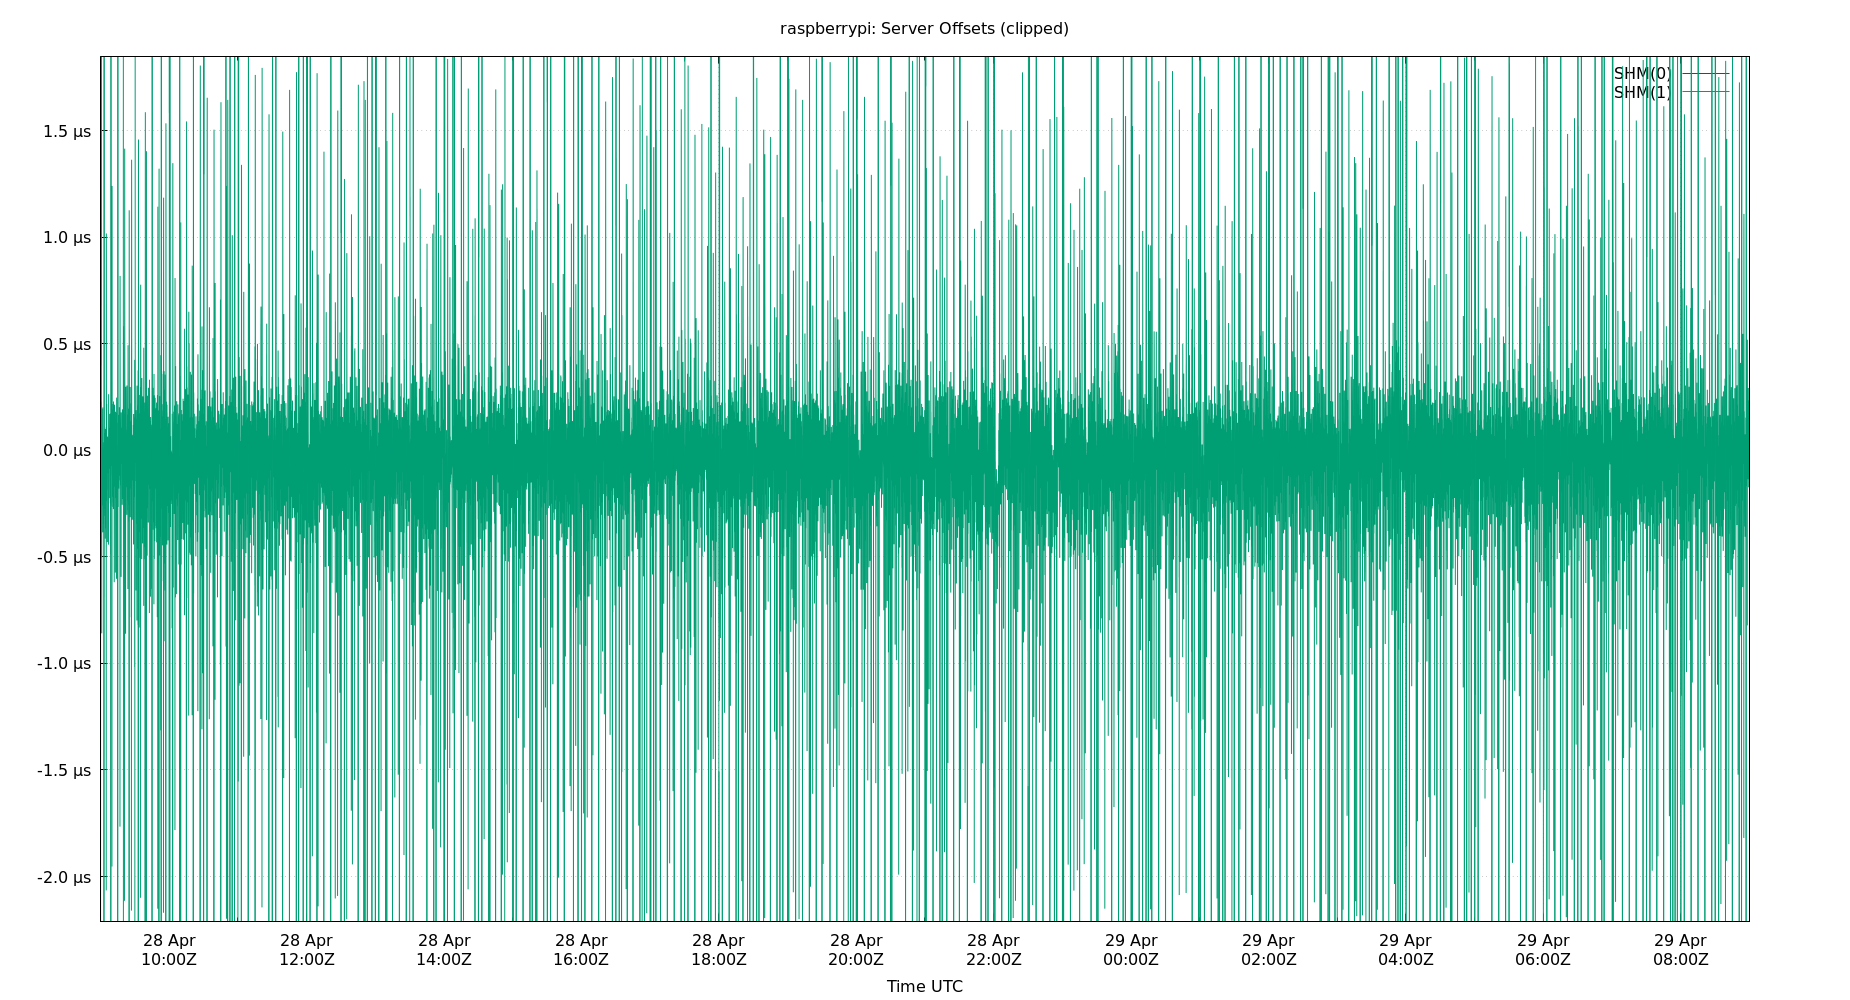 raspberrypi: Server Offsets (clipped)
SHM(0)
SHM(1)
1.5 µs
1.0 µs
0.5 µs
0.0 µs
-0.5 µs
-1.0 µs
-1.5 µs
-2.0 µs
28 Apr 28 Apr 28 Apr 28 Apr 28 Apr 28 Apr 28 Apr 29 Apr 29 Apr 29 Apr 29 Apr 29 Apr
10:00Z 12:00Z 14:00Z 16:00Z 18:00Z 20:00Z 22:00Z 00:00Z 02:00Z 04:00Z 06:00Z 08:00Z
Time UTC